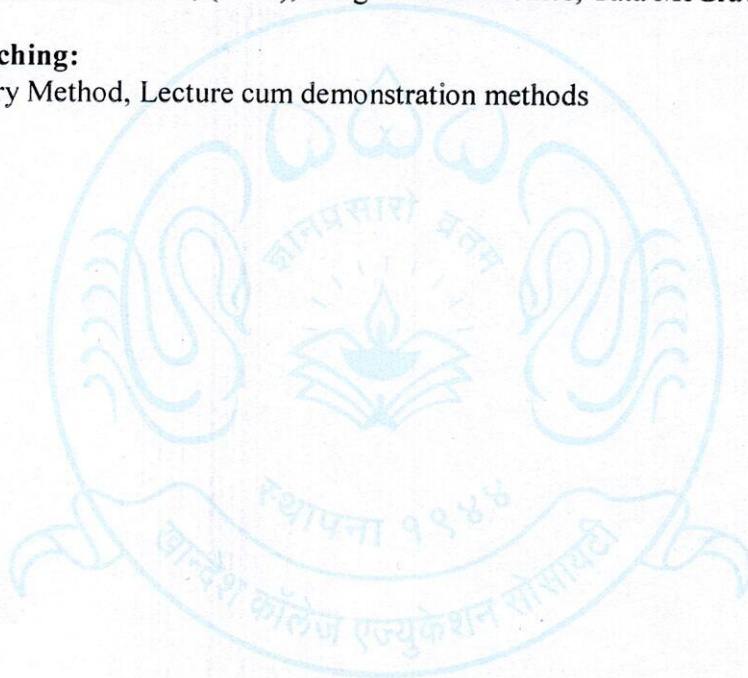 ching:
ry Method, Lecture cum demonstration methods
ज्ञानप्रसारो व्रतम
स्थापना १९४४
खान्देश कॉलेज एज्युकेशन सोसायटी